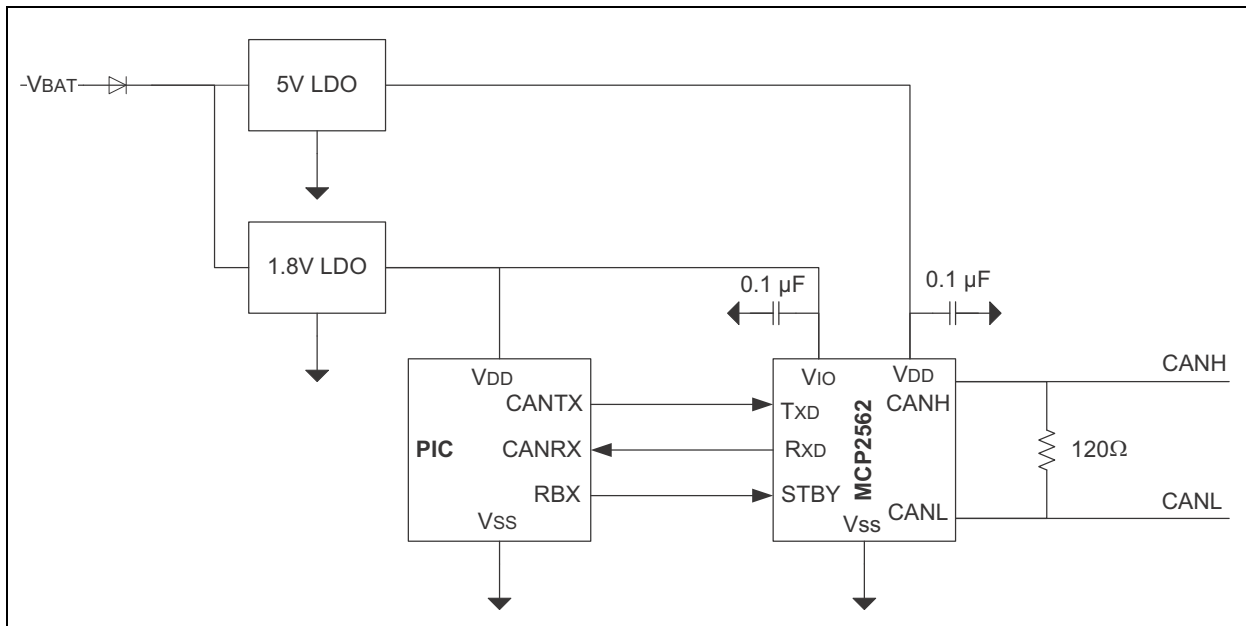 VBAT
5V LDO
1.8V LDO
0.1 µF
0.1 µF
VDD
CANTX
PIC
CANRX
RBX
VSS
VIO
VDD
TXD
CANH
RXD
MCP2562
STBY
CANL
Vss
CANH
120Ω
CANL